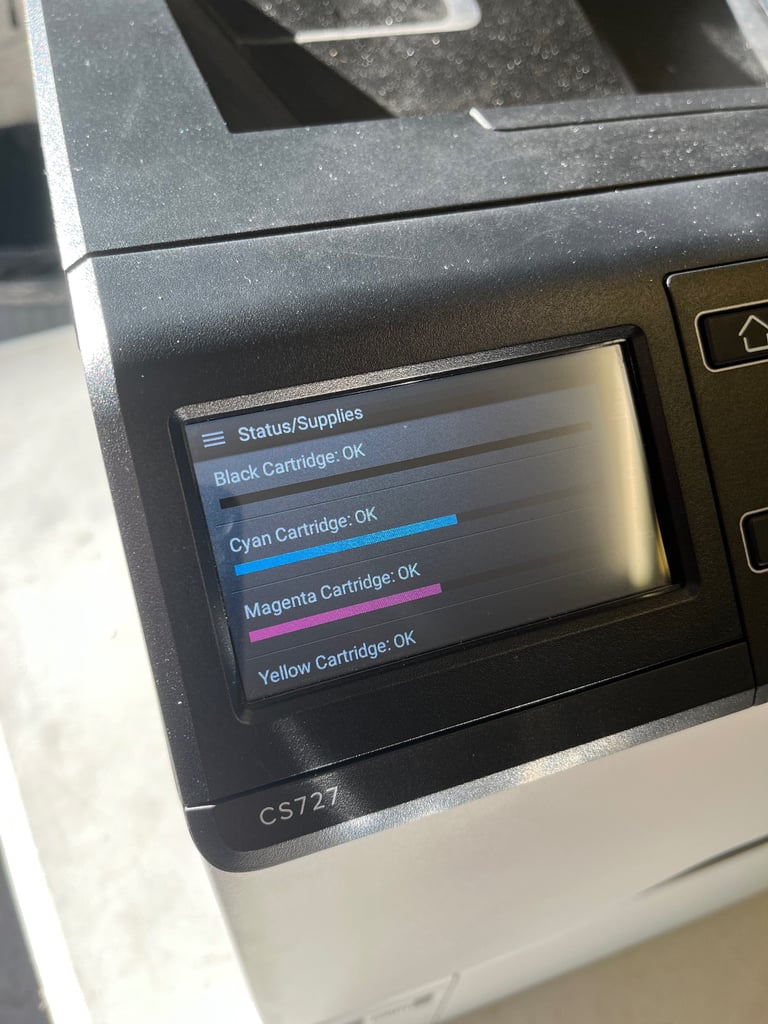 Status/Supplies
Black Cartridge: OK
Cyan Cartridge: OK
Magenta Cartridge: OK
Yellow Cartridge: OK
CS727